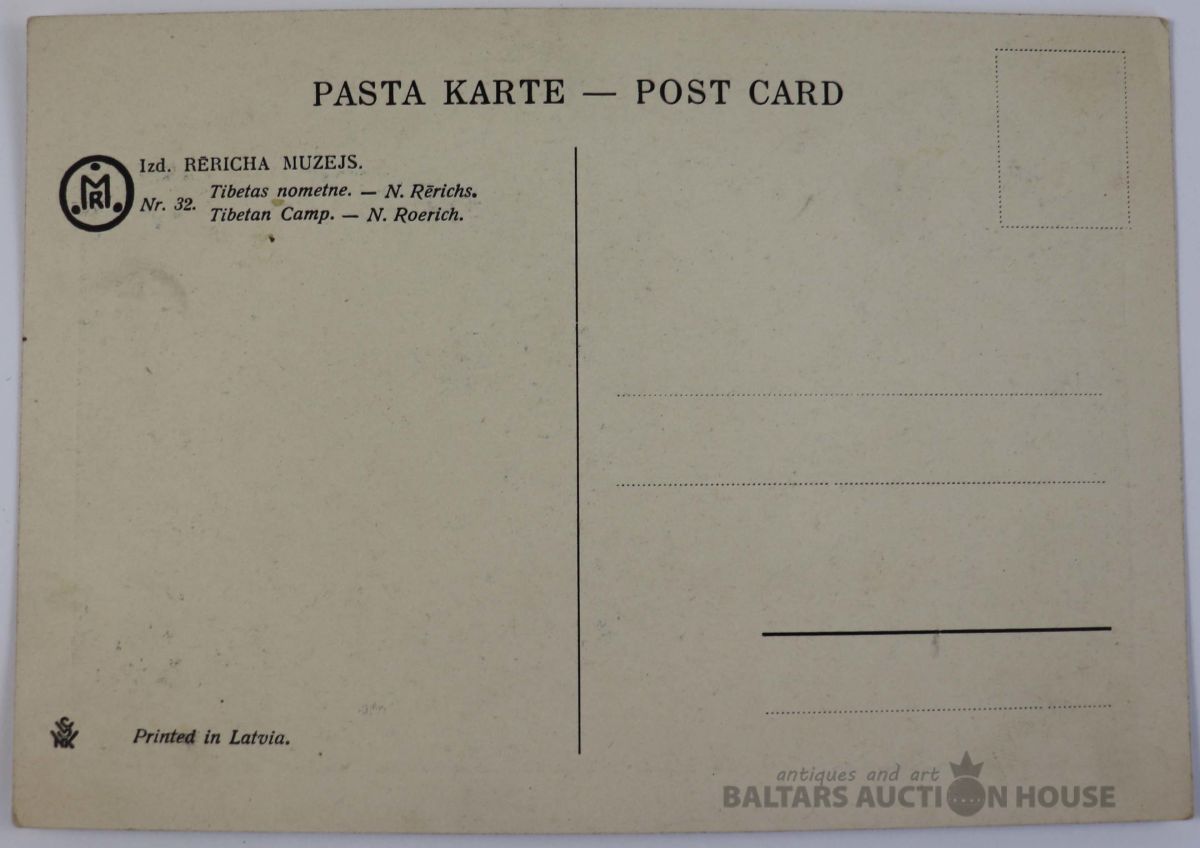 PASTA KARTE — POST CARD
Izd. RĒRICHA MUZEJS.
Nr. 32. Tibetas nometne. — N. Rērichs.
Tibetan Camp. — N. Roerich.
Printed in Latvia.
antiques and art
BALTARS AUCTION HOUSE